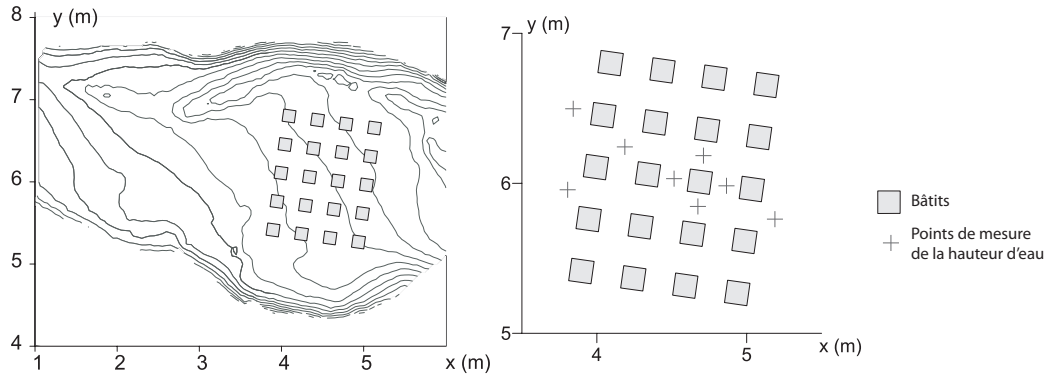 y (m)
8
7
6
5
4
1 2 3 4 5
x (m)
y (m)
7
6
5
4 5
x (m)
Bâtits
Points de mesure
de la hauteur d'eau